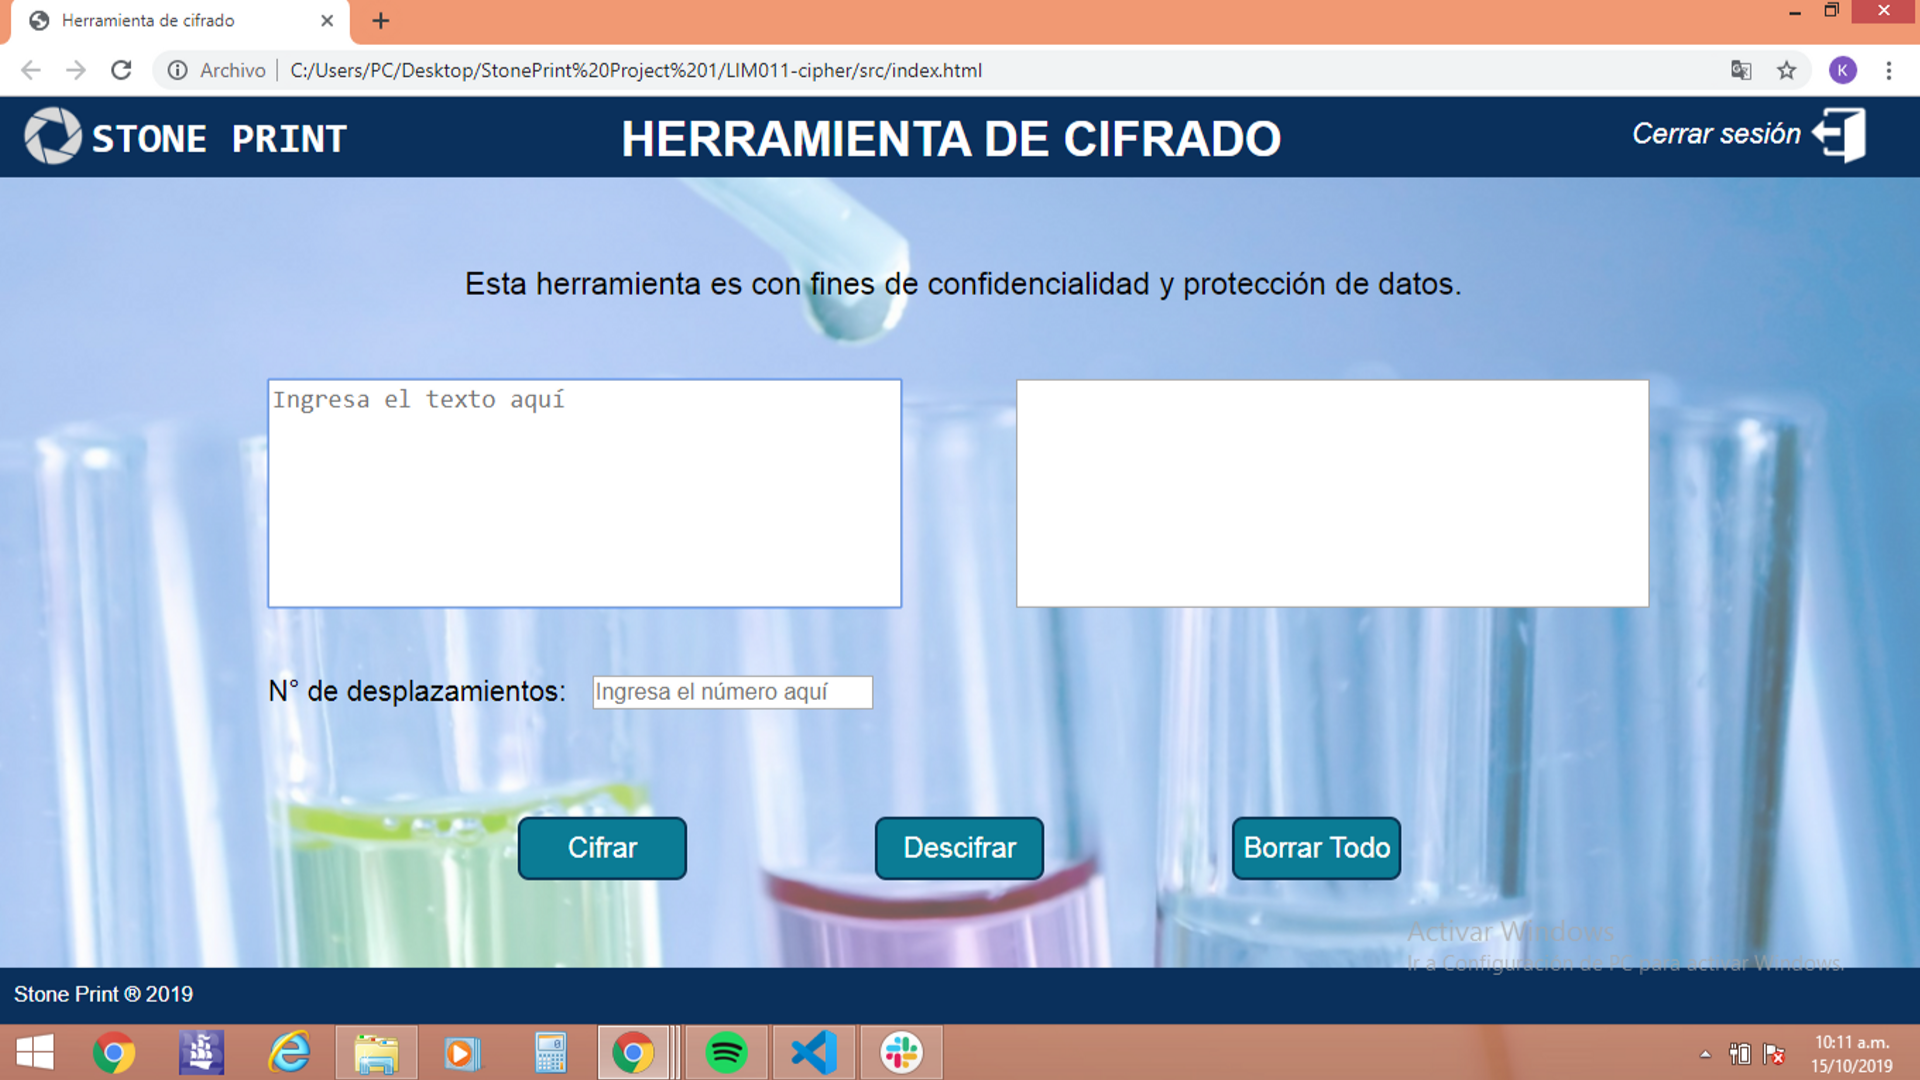 Herramienta de cifrado
Archivo
C:/Users/PC/Desktop/StonePrint%20Project%201/LIM011-cipher/src/index.html
K
STONE PRINT
HERRAMIENTA DE CIFRADO
Cerrar sesión
Esta herramienta es con fines de confidencialidad y protección de datos.
Ingresa el texto aquí
N° de desplazamientos:
Ingresa el número aquí
Cifrar
Descifrar
Borrar Todo
Activar Windows
Ir a Configuración de PC para activar Windows.
Stone Print ® 2019
10:11 a.m.
15/10/2019